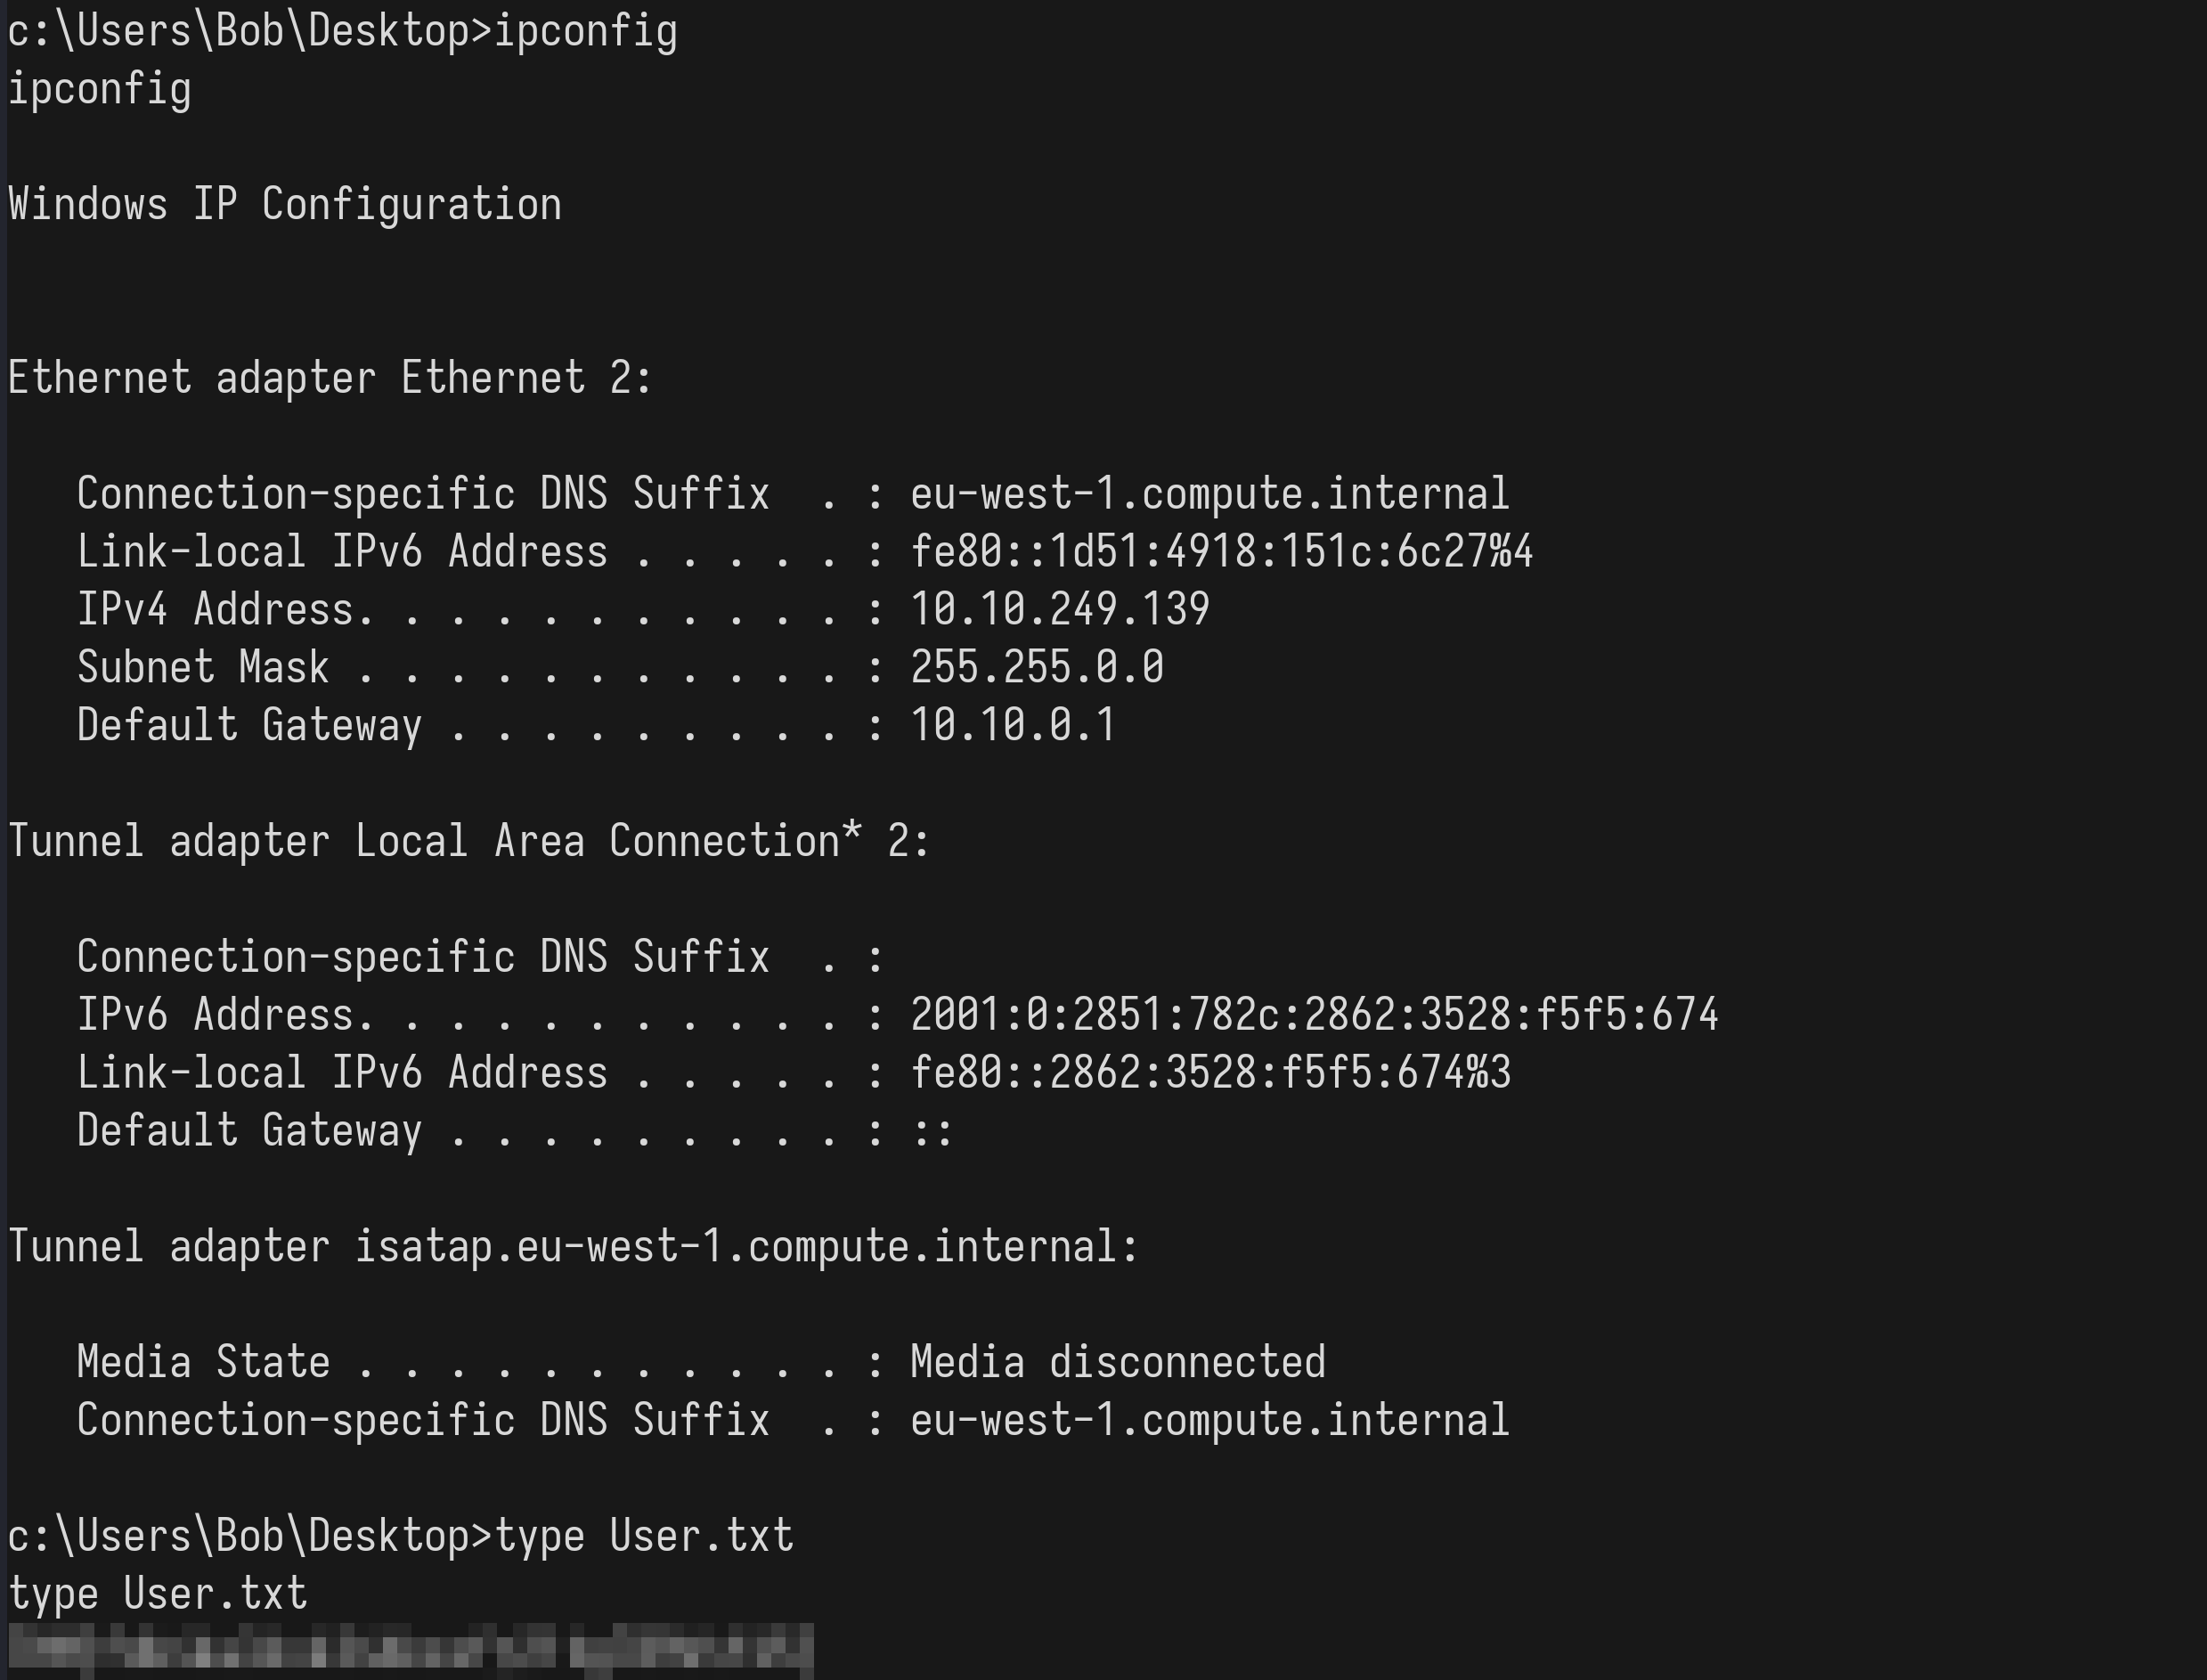 c:\Users\Bob\Desktop>ipconfig
ipconfig
Windows IP Configuration
Ethernet adapter Ethernet 2:
   Connection-specific DNS Suffix  . : eu-west-1.compute.internal
   Link-local IPv6 Address . . . . . : fe80::1d51:4918:151c:6c27%4
   IPv4 Address. . . . . . . . . . . : 10.10.249.139
   Subnet Mask . . . . . . . . . . . : 255.255.0.0
   Default Gateway . . . . . . . . . : 10.10.0.1
Tunnel adapter Local Area Connection* 2:
   Connection-specific DNS Suffix  . :
   IPv6 Address. . . . . . . . . . . : 2001:0:2851:782c:2862:3528:f5f5:674
   Link-local IPv6 Address . . . . . : fe80::2862:3528:f5f5:674%3
   Default Gateway . . . . . . . . . : ::
Tunnel adapter isatap.eu-west-1.compute.internal:
   Media State . . . . . . . . . . . : Media disconnected
   Connection-specific DNS Suffix  . : eu-west-1.compute.internal
c:\Users\Bob\Desktop>type User.txt
type User.txt